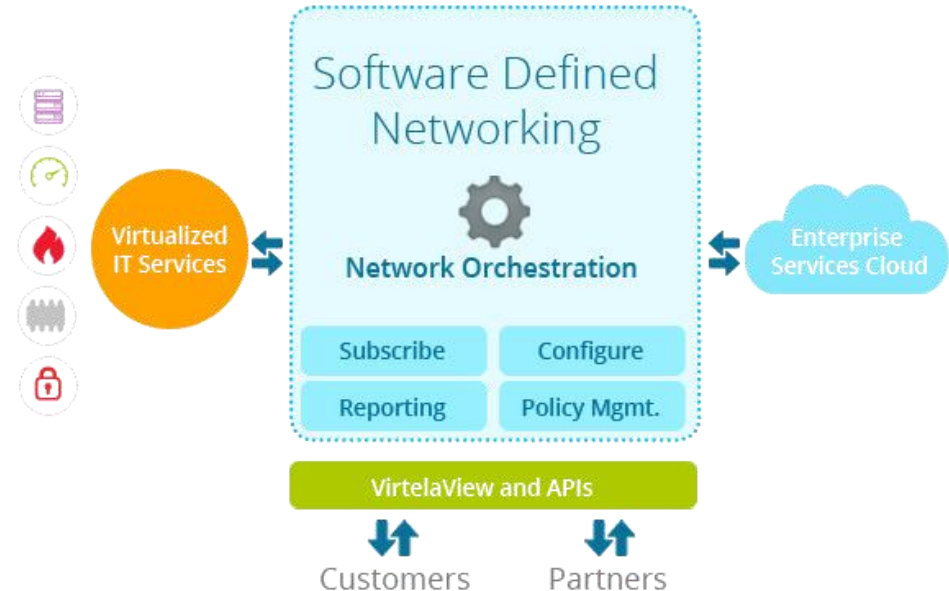 Software Defined
Networking
Virtualized
IT Services
Network Orchestration
Enterprise
Services Cloud
Subscribe
Configure
Reporting
Policy Mgmt.
VirtelaView and APIs
Customers
Partners